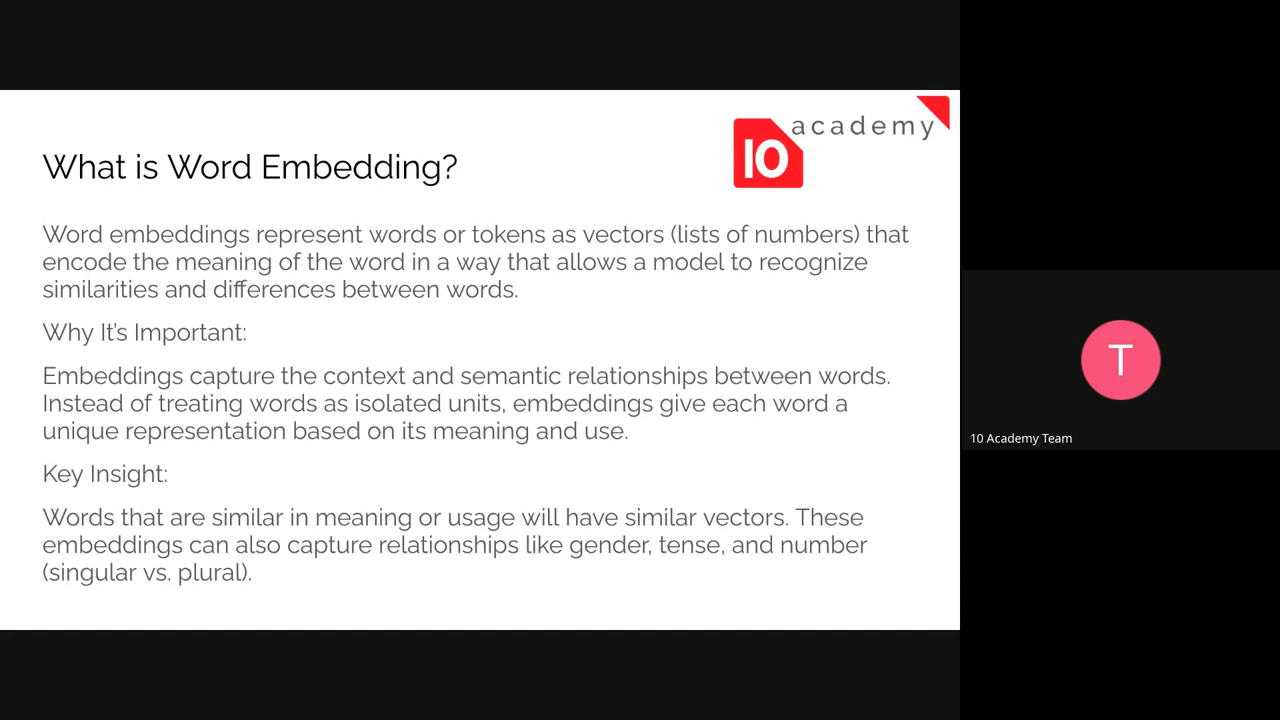 10 academy
What is Word Embedding?
Word embeddings represent words or tokens as vectors (lists of numbers) that
encode the meaning of the word in a way that allows a model to recognize
similarities and differences between words.
Why It's Important:
Embeddings capture the context and semantic relationships between words.
Instead of treating words as isolated units, embeddings give each word a
unique representation based on its meaning and use.
Key Insight:
Words that are similar in meaning or usage will have similar vectors. These
embeddings can also capture relationships like gender, tense, and number
(singular vs. plural).
T
10 Academy Team